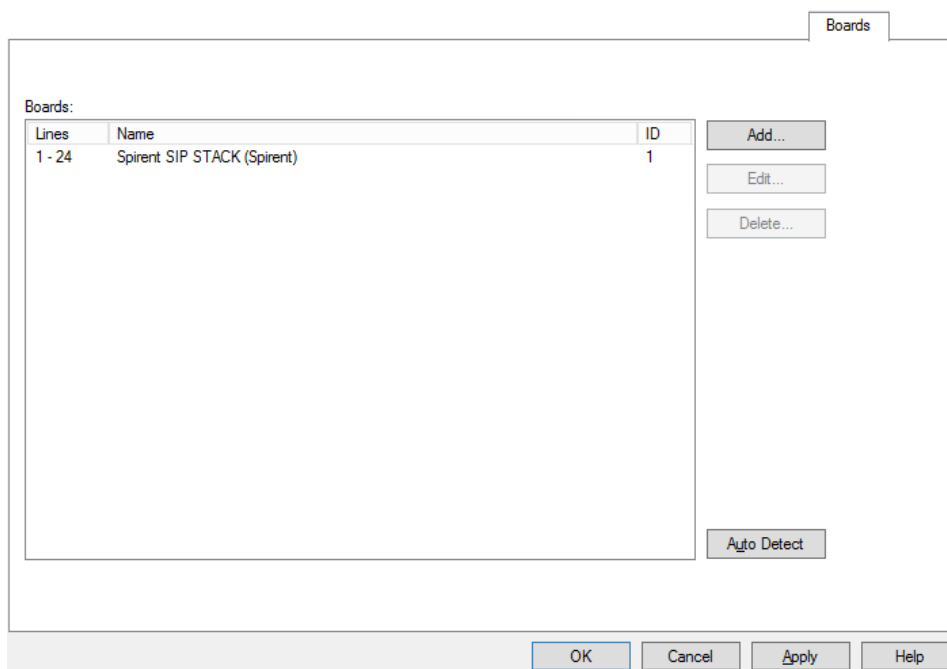 Boards
Boards:
Lines Name ID
1 - 24 Spirent SIP STACK (Spirent) 1
Add...
Edit...
Delete...
Auto Detect
OK Cancel Apply Help